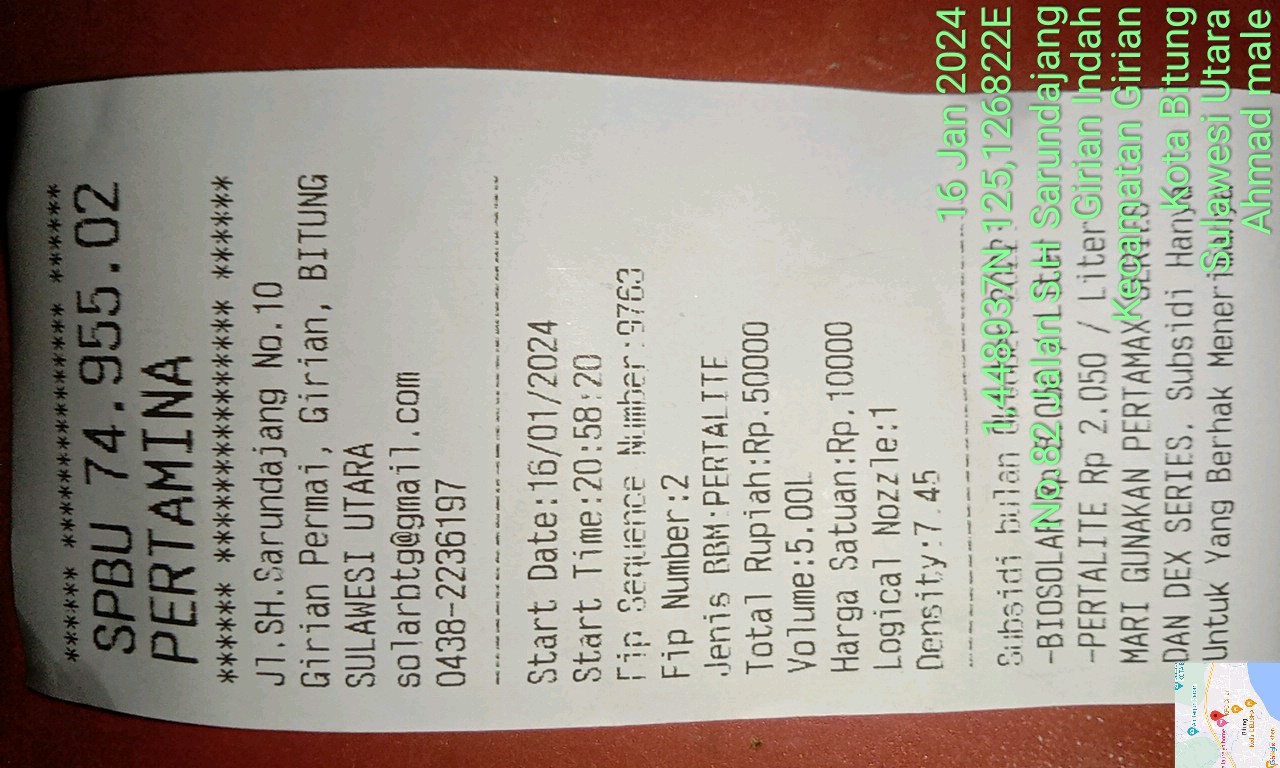 ****** ***************** ******
SPBU 74.955.02
PERTAMINA
****** ***************** ******
Jl.SH.Sarundajang No.10
Girian Permai, Girian, BITUNG
SULAWESI UTARA
solarbtg@gmail.com
0438-2236197
Start Date:16/01/2024
Start Time:20:58:20
Fip Sequence Number:9763
Fip Number:2
Jenis BBM:PERTALITE
Total Rupiah:Rp.50000
Volume:5.00L
Harga Satuan:Rp.10000
Logical Nozzle:1
Density:7.45
Subsidi bulan
-BIOSOLAR
-PERTALITE Rp 2.050 / Liter
MARI GUNAKAN PERTAMAX
DAN DEX SERIES. Subsidi Hanya
Untuk Yang Berhak
16 Jan 2024
1,448937N 125,126822E
No.82 Jalan S.H Sarundajang
Girian Indah
Kecamatan Girian
Kota Bitung
Sulawesi Utara
Ahmad male